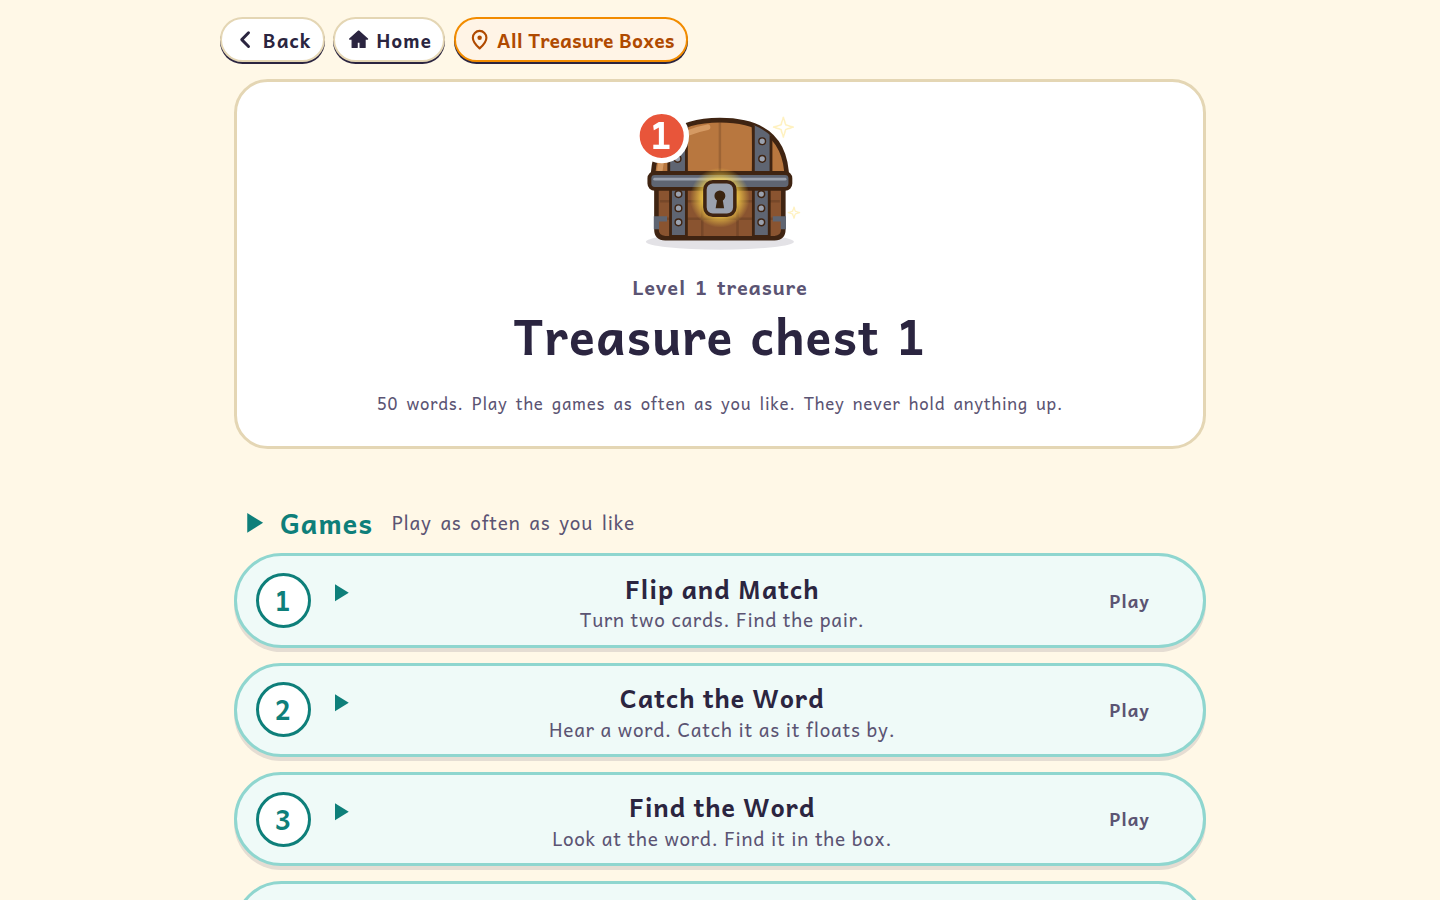 Back Home All Treasure Boxes
1
Level 1 treasure
Treasure chest 1
50 words. Play the games as often as you like. They never hold anything up.
Games Play as often as you like
1 Flip and Match Play
Turn two cards. Find the pair.
2 Catch the Word Play
Hear a word. Catch it as it floats by.
3 Find the Word Play
Look at the word. Find it in the box.